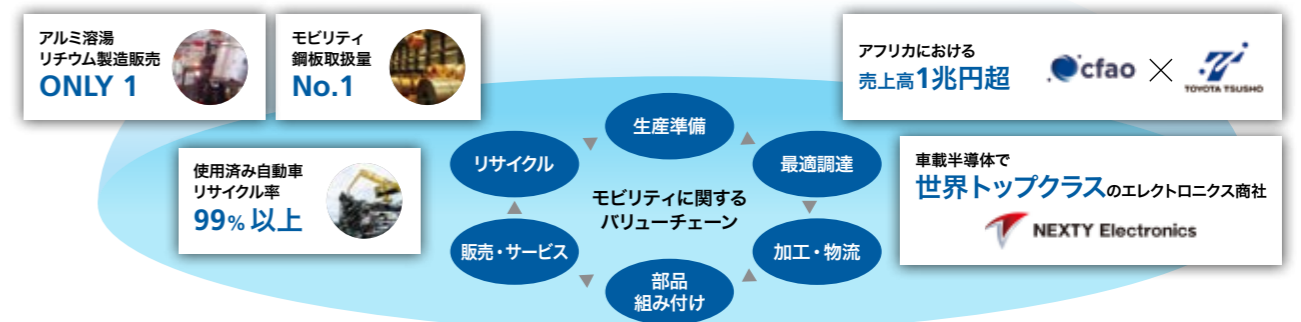 アルミ溶湯
リチウム製造販売
ONLY 1
モビリティ
鋼板取扱量
No.1
アフリカにおける
売上高1兆円超
cfao
×
TOYOTA TSUSHO
使用済み自動車
リサイクル率
99%以上
車載半導体で
世界トップクラスのエレクトロニクス商社
NEXTY Electronics
モビリティに関する
バリューチェーン
生産準備
最適調達
加工・物流
部品
組み付け
販売・サービス
リサイクル